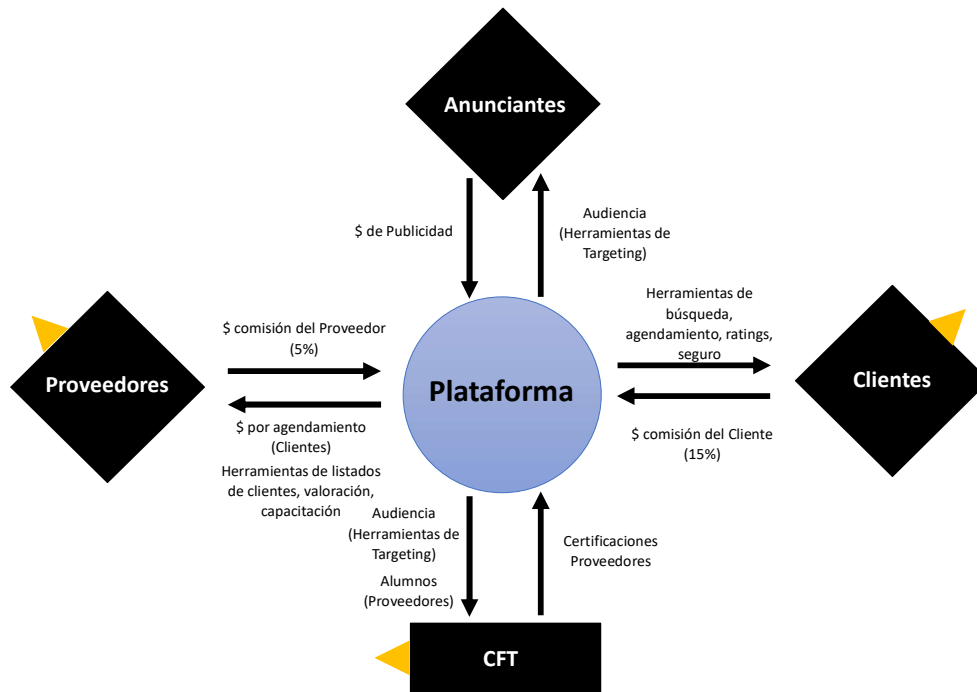 Anunciantes
$ de Publicidad
Audiencia
(Herramientas de
Targeting)
Herramientas de
búsqueda,
agendamiento, ratings,
seguro
$ comisión del Proveedor
(5%)
Proveedores
Plataforma
Clientes
$ por agendamiento
(Clientes)
Herramientas de listados
de clientes, valoración,
capacitación
$ comisión del Cliente
(15%)
Audiencia
(Herramientas de
Targeting)
Alumnos
(Proveedores)
Certificaciones
Proveedores
CFT